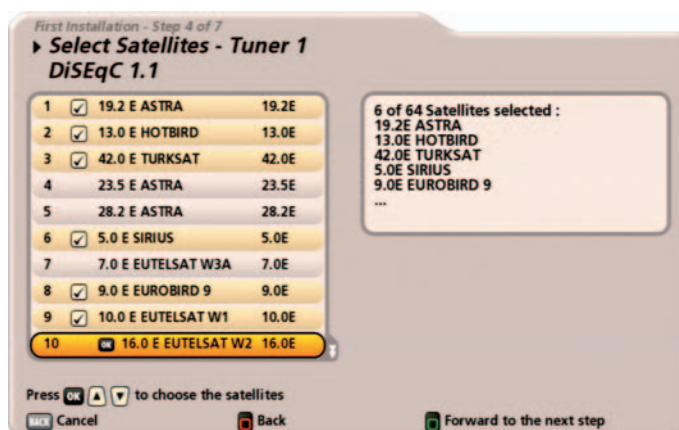 First Installation - Step 4 of 7
Select Satellites - Tuner 1
DiSEqC 1.1
1 19.2 E ASTRA 19.2E
2 13.0 E HOTBIRD 13.0E
3 42.0 E TURKSAT 42.0E
4 23.5 E ASTRA 23.5E
5 28.2 E ASTRA 28.2E
6 5.0 E SIRIUS 5.0E
7 7.0 E EUTELSAT W3A 7.0E
8 9.0 E EUROBIRD 9 9.0E
9 10.0 E EUTELSAT W1 10.0E
10 OK 16.0 E EUTELSAT W2 16.0E
6 of 64 Satellites selected :
19.2E ASTRA
13.0E HOTBIRD
42.0E TURKSAT
5.0E SIRIUS
9.0E EUROBIRD 9
...
Press OK to choose the satellites
BACK Cancel Back Forward to the next step